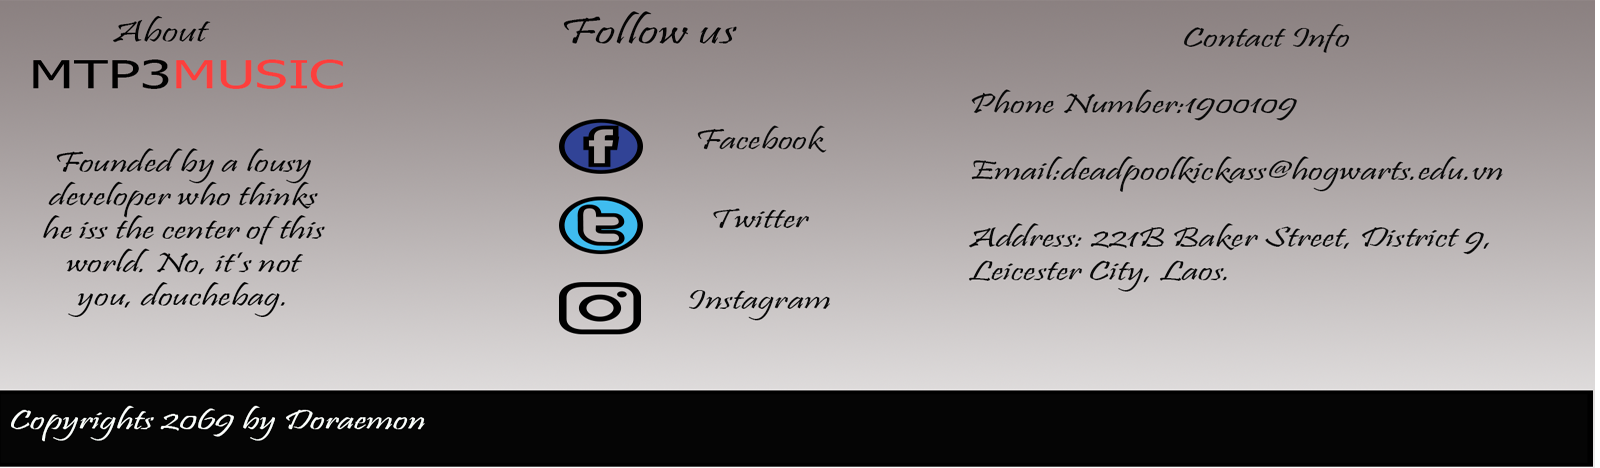 About
MTP3MUSIC
Founded by a lousy
developer who thinks
he iss the center of this
world. No, it's not
you, douchebag.
Follow us
Facebook
Twitter
Instagram
Contact Info
Phone Number:1900109
Email:deadpoolkickass@hogwarts.edu.vn
Address: 221B Baker Street, District 9,
Leicester City, Laos.
Copyrights 2069 by Doraemon